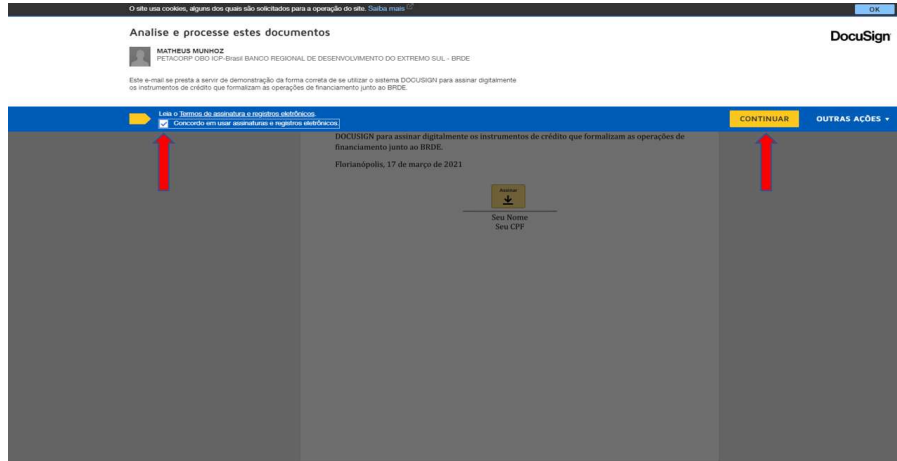 O site usa cookies, alguns dos quais são solicitados para a operação do site. Saiba mais
OK
Analise e processe estes documentos
DocuSign
MATHEUS MUNHOZ
PETACORP OBO ICP-Brasil BANCO REGIONAL DE DESENVOLVIMENTO DO EXTREMO SUL - BRDE
Este e-mail se presta a servir de demonstração da forma correta de se utilizar o sistema DOCUSIGN para assinar digitalmente
os instrumentos de crédito que formalizam as operações de financiamento junto ao BRDE.
Leia o Termos de assinatura e registros eletrônicos.
Concordo em usar assinaturas e registros eletrônicos.
CONTINUAR
OUTRAS AÇÕES
DOCUSIGN para assinar digitalmente os instrumentos de crédito que formalizam as operações de
financiamento junto ao BRDE.
Florianópolis, 17 de março de 2021
Assinar
Seu Nome
Seu CPF